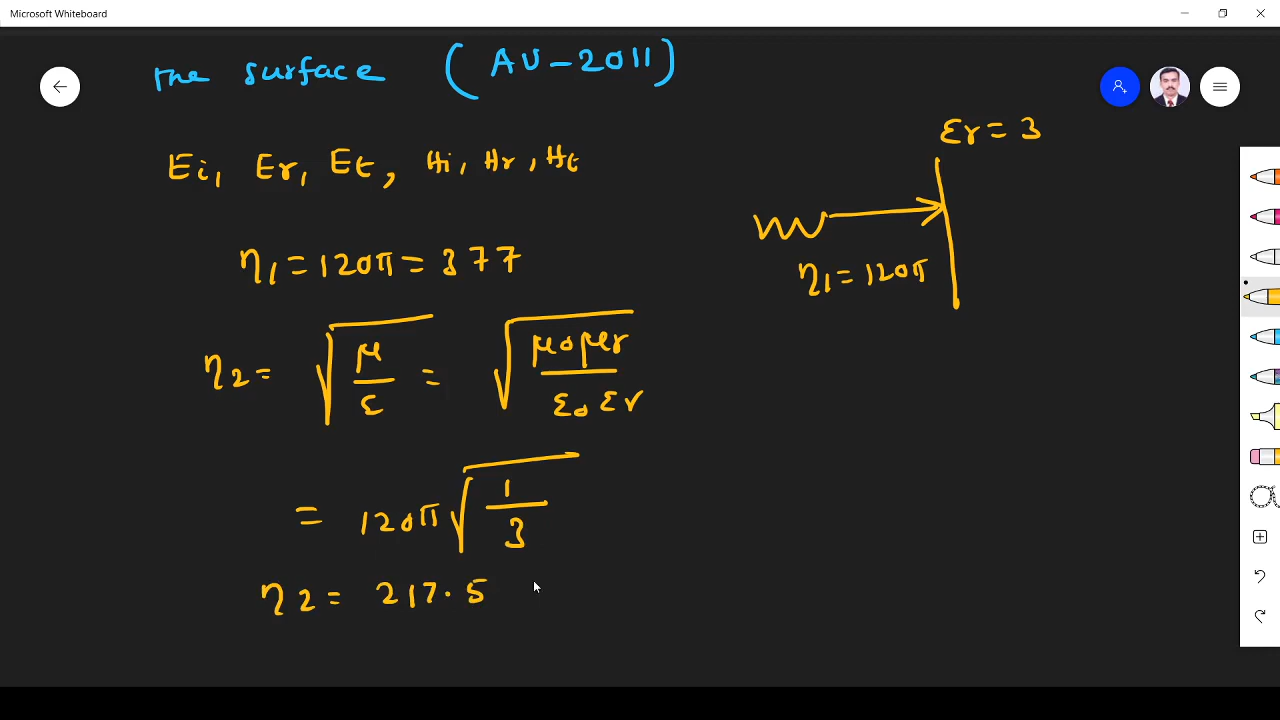 Microsoft Whiteboard
the surface (AU-2011)
εr = 3
Ei, Er, Et, Hi, Hr, Ht
η1 = 120π = 377
η1 = 120π
η2 = √(μ/ε) = √(μ0μr/ε0εr)
= 120π √(1/3)
η2 = 217.5